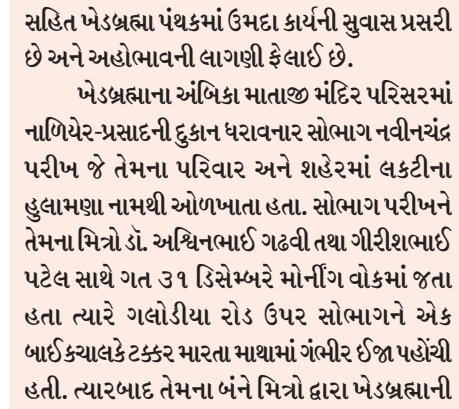 સહિત ખેડબ્રહ્મા પંથકમાં ઉમદા કાર્યની સુવાસ પ્રસરી
છે અને અહોભાવની લાગણી ફેલાઈ છે.
ખેડબ્રહ્માના અંબિકા માતાજી મંદિર પરિસરમાં
નાળિયેર-પ્રસાદની દુકાન ધરાવનાર સોભાગ નવીનચંદ્ર
પરીખ જે તેમના પરિવાર અને શહેરમાં લકટીના
હુલામણા નામથી ઓળખાતા હતા. સોભાગ પરીખને
તેમના મિત્રો ડૉ. અશ્વિનભાઈ ગઢવી તથા ગીરીશભાઈ
પટેલ સાથે ગત ૩૧ ડિસેમ્બરે મોર્નીંગ વોકમાં જતા
હતા ત્યારે ગલોડીયા રોડ ઉપર સોભાગને એક
બાઈકચાલકે ટક્કર મારતા માથામાં ગંભીર ઈજા પહોંચી
હતી. ત્યારબાદ તેમના બંને મિત્રો દ્વારા ખેડબ્રહ્માની